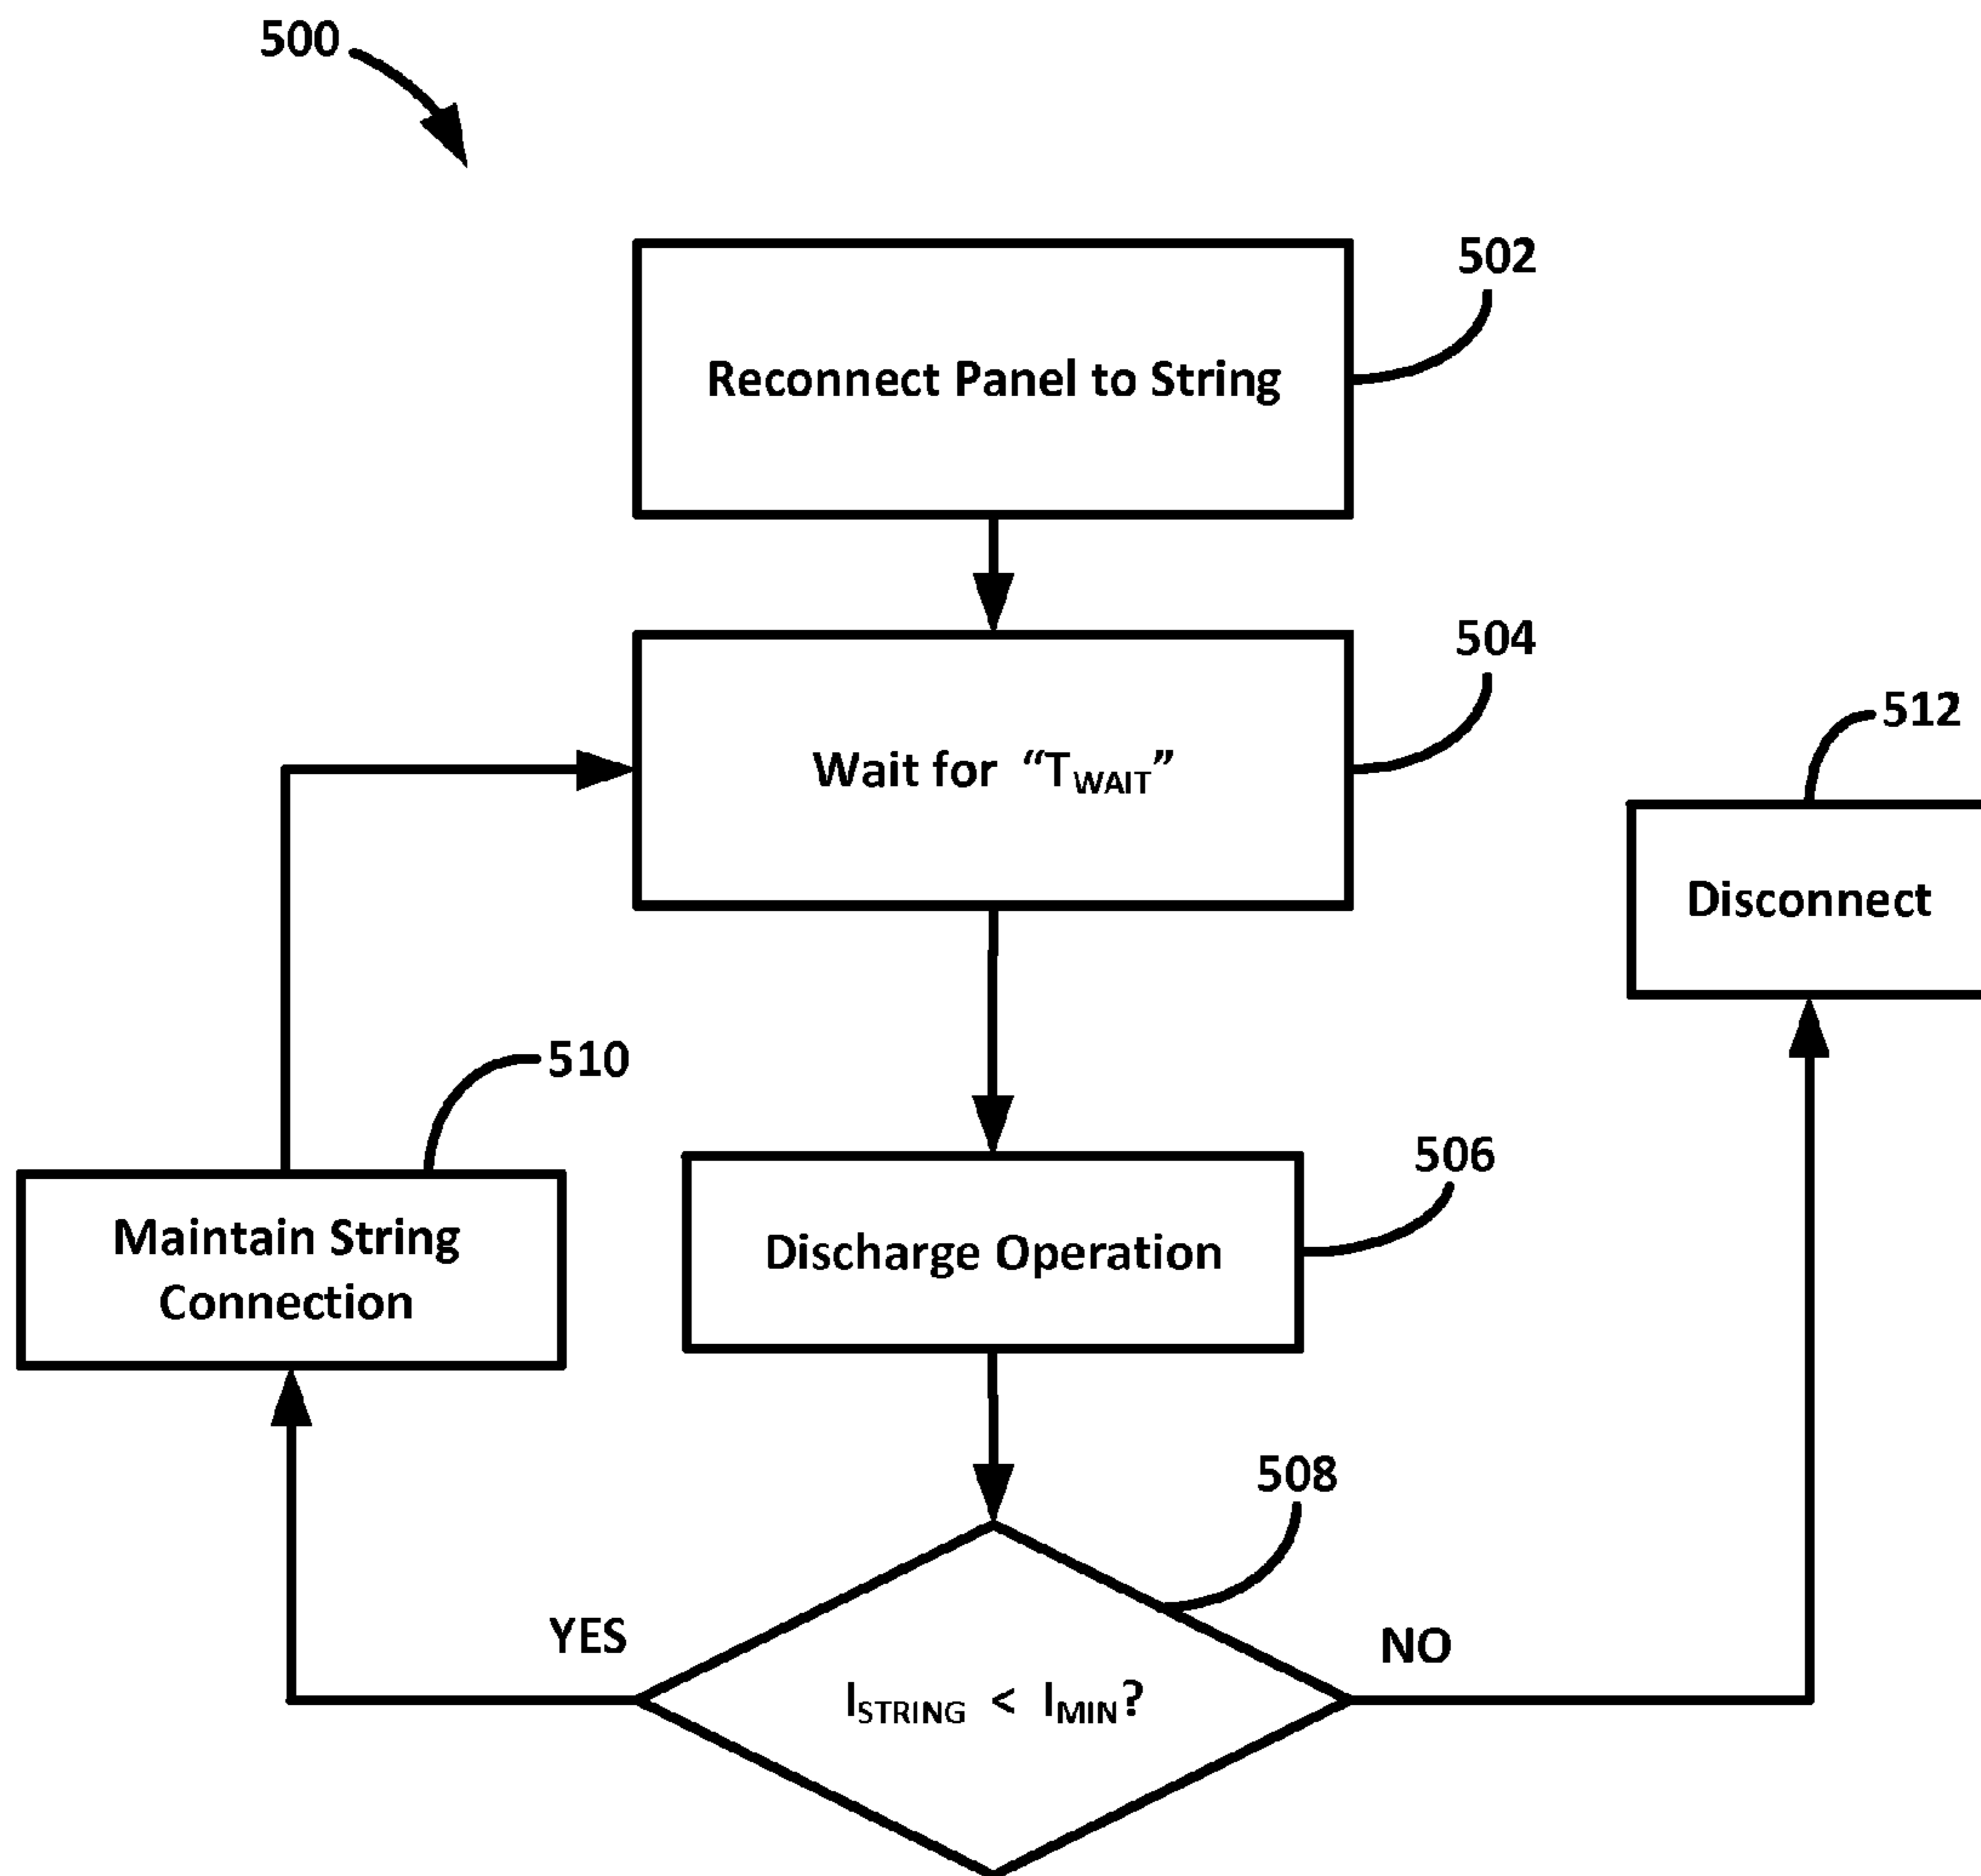 500
502
Reconnect Panel to String
504
Wait for “TWAIT”
512
Disconnect
510
Maintain String
Connection
506
Discharge Operation
508
YES
NO
ISTRING < IMIN?